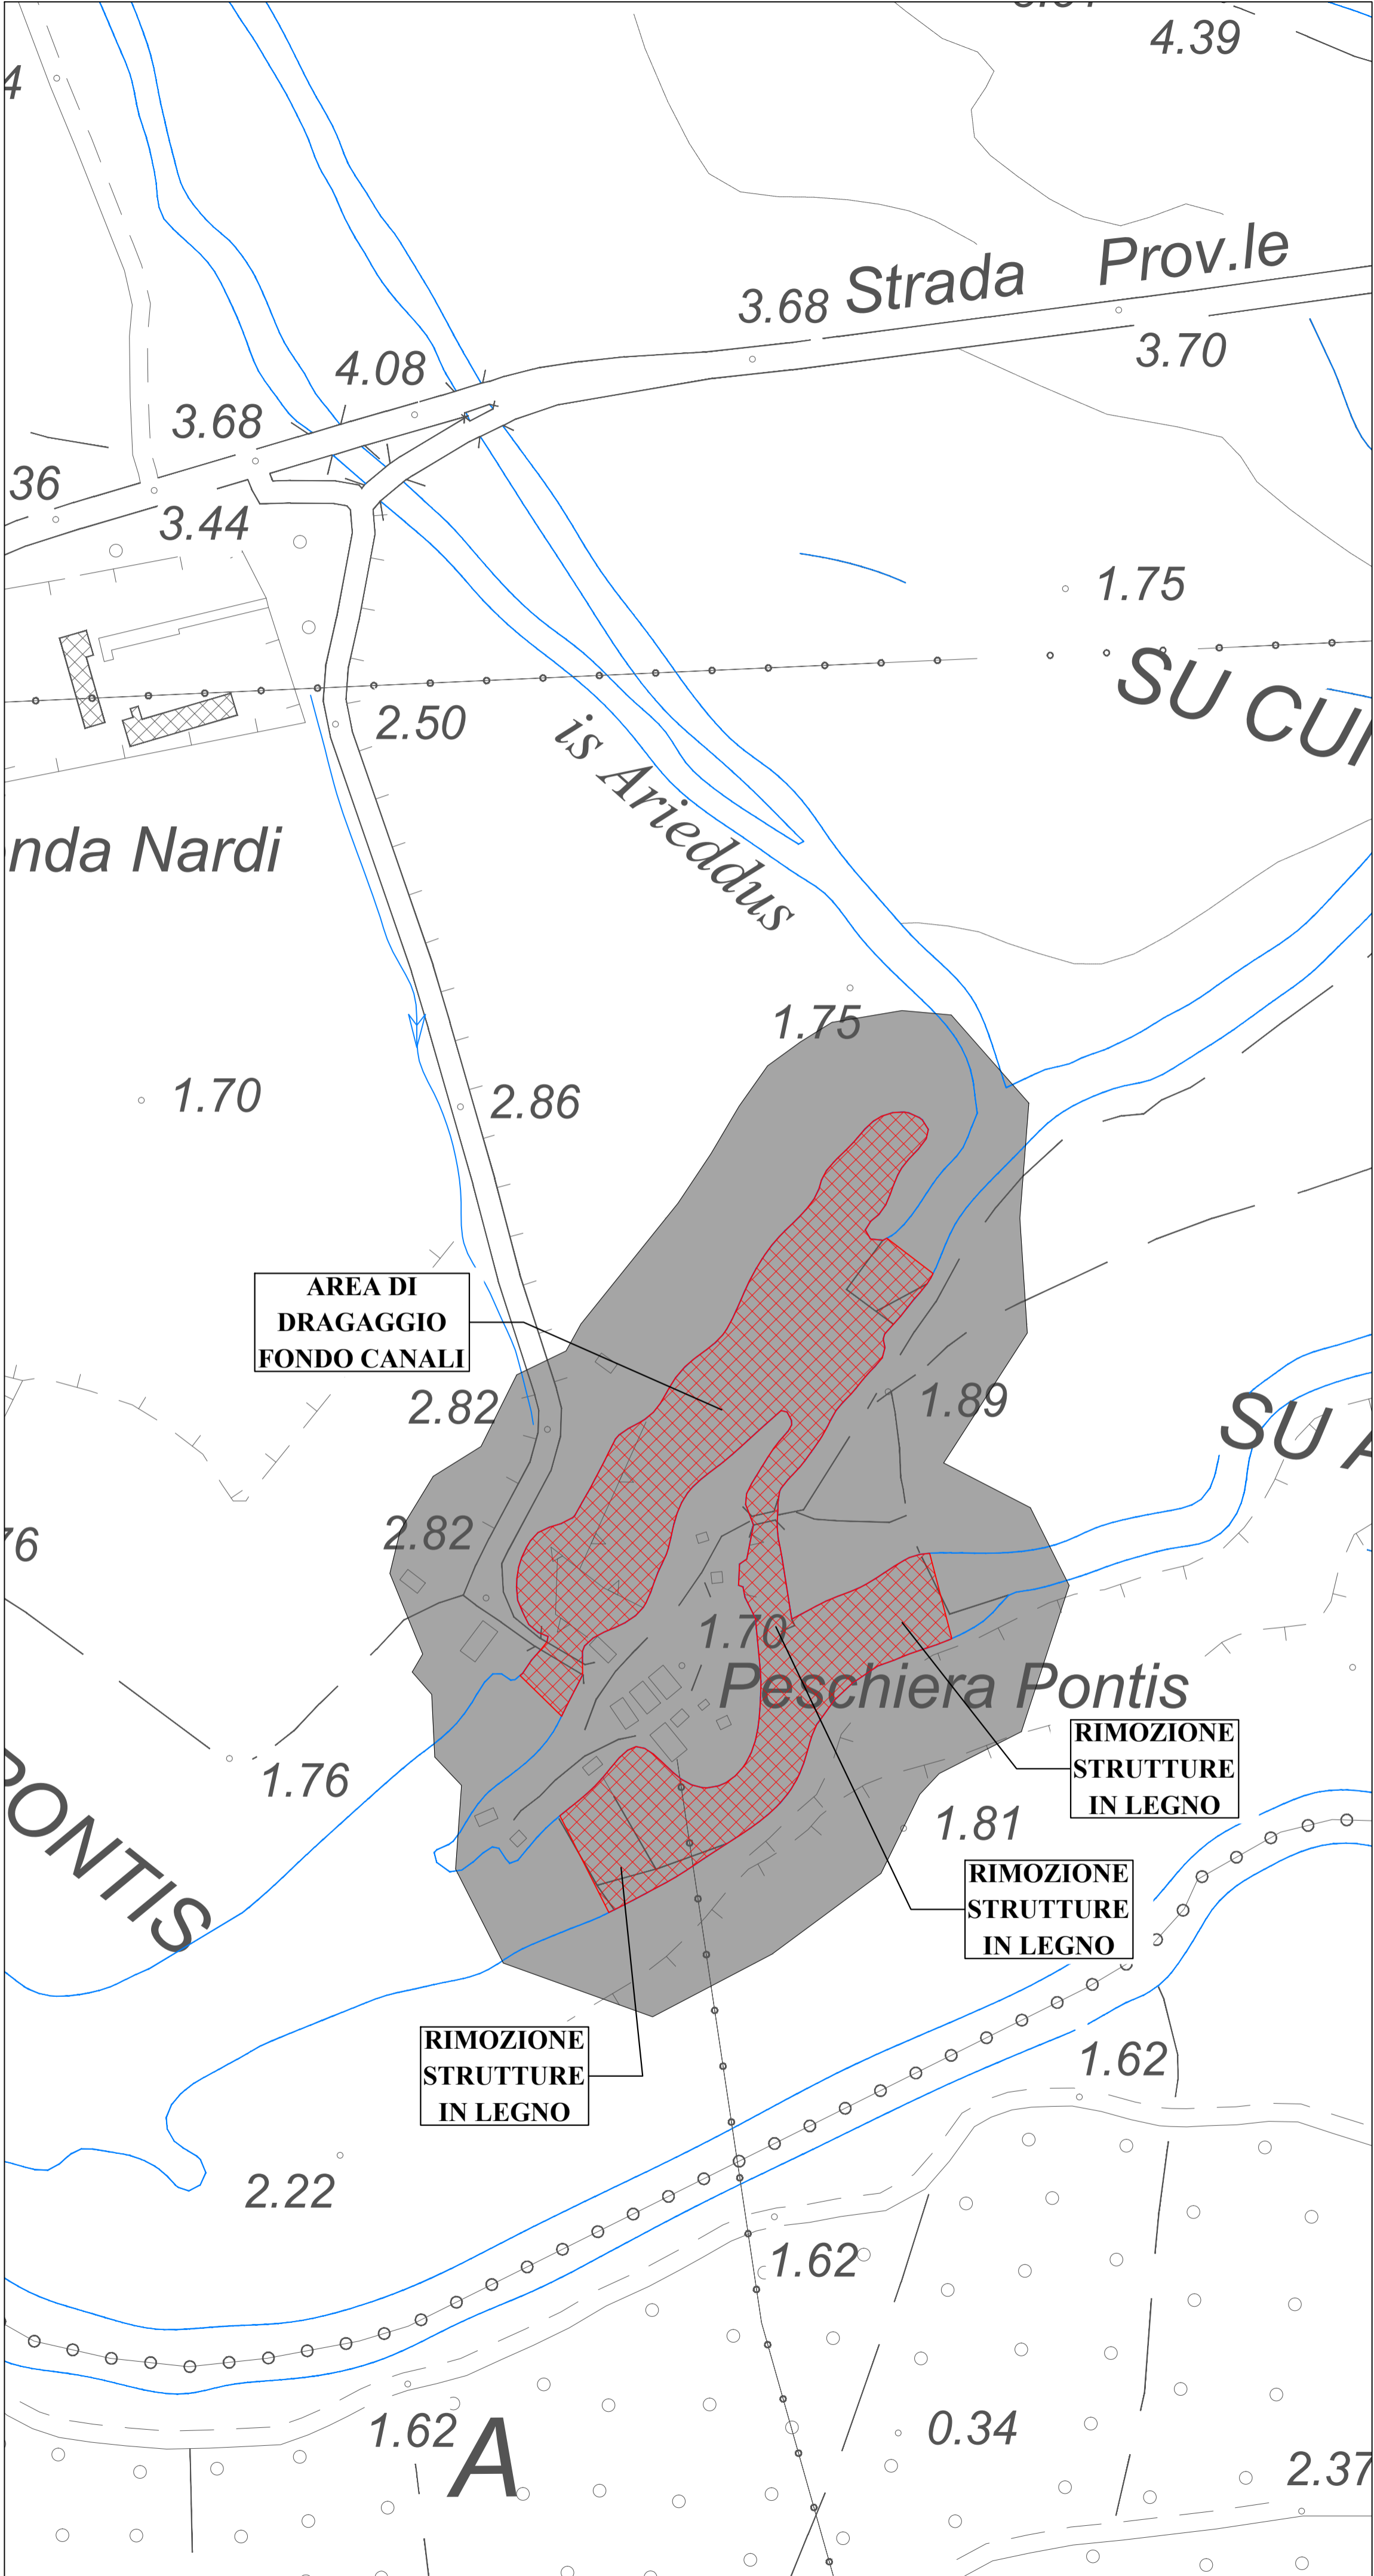 4.39
4
Strada Prov.le
3.68
3.70
4.08
3.68
36
3.44
1.75
SU CUI
2.50
is Arieddus
nda Nardi
1.75
1.70
2.86
AREA DI
DRAGAGGIO
FONDO CANALI
2.82
1.89
SU A
2.82
76
1.70
Peschiera Pontis
RIMOZIONE
STRUTTURE
IN LEGNO
1.76
PONTIS
1.81
RIMOZIONE
STRUTTURE
IN LEGNO
RIMOZIONE
STRUTTURE
IN LEGNO
1.62
2.22
1.62
1.62
A
0.34
2.37